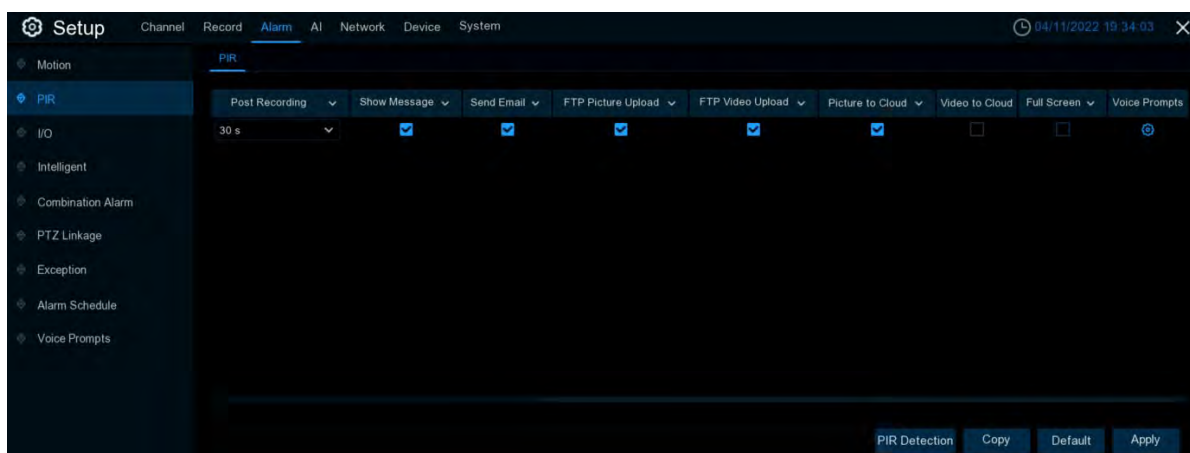 Setup Channel Record Alarm AI Network Device System 04/11/2022 19:34:03
Motion
PIR
I/O
Intelligent
Combination Alarm
PTZ Linkage
Exception
Alarm Schedule
Voice Prompts
PIR
Post Recording Show Message Send Email FTP Picture Upload FTP Video Upload Picture to Cloud Video to Cloud Full Screen Voice Prompts
30 s
PIR Detection Copy Default Apply